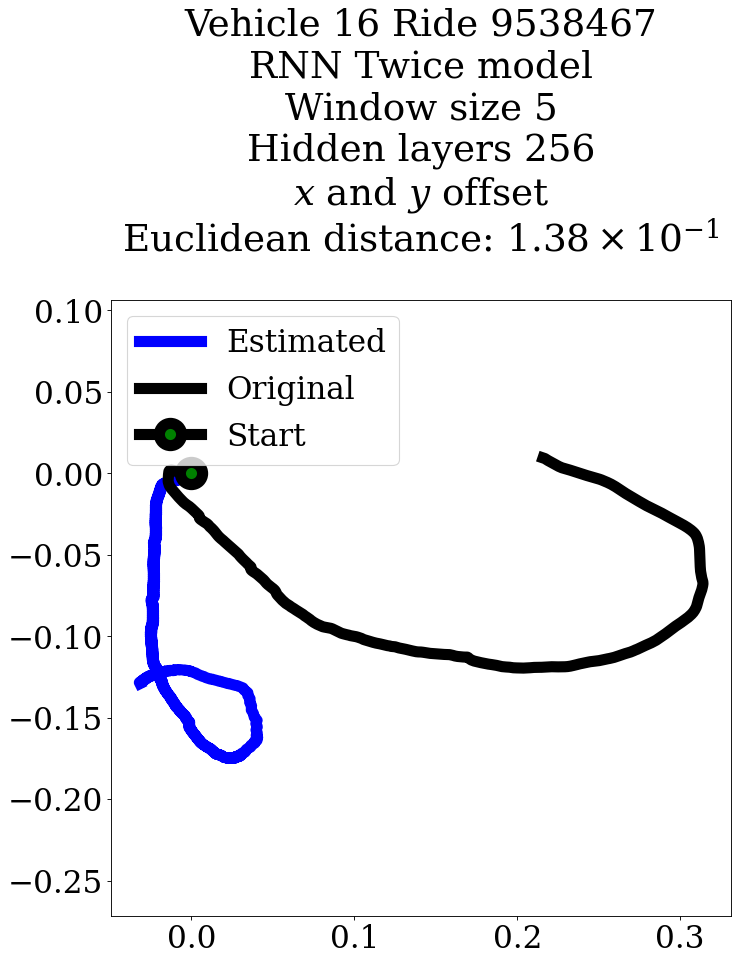 Vehicle 16 Ride 9538467
RNN Twice model
Window size 5
Hidden layers 256
x and y offset
Euclidean distance: 1.38 × 10⁻¹
Estimated
Original
Start
0.10
0.05
0.00
−0.05
−0.10
−0.15
−0.20
−0.25
0.0 0.1 0.2 0.3